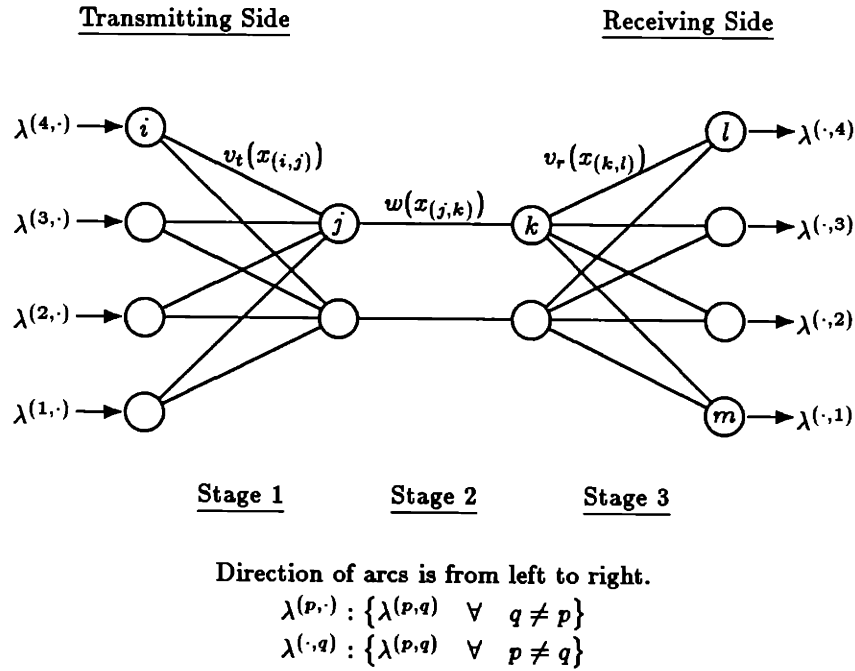 Transmitting Side Receiving Side
λ^(4,·) i l λ^(·,4)
v_t(x_(i,j)) v_r(x_(k,l))
w(x_(j,k))
λ^(3,·) j k λ^(·,3)
λ^(2,·) λ^(·,2)
λ^(1,·) m λ^(·,1)
Stage 1 Stage 2 Stage 3
Direction of arcs is from left to right.
λ^(p,·) : {λ^(p,q) ∀ q ≠ p}
λ^(·,q) : {λ^(p,q) ∀ p ≠ q}